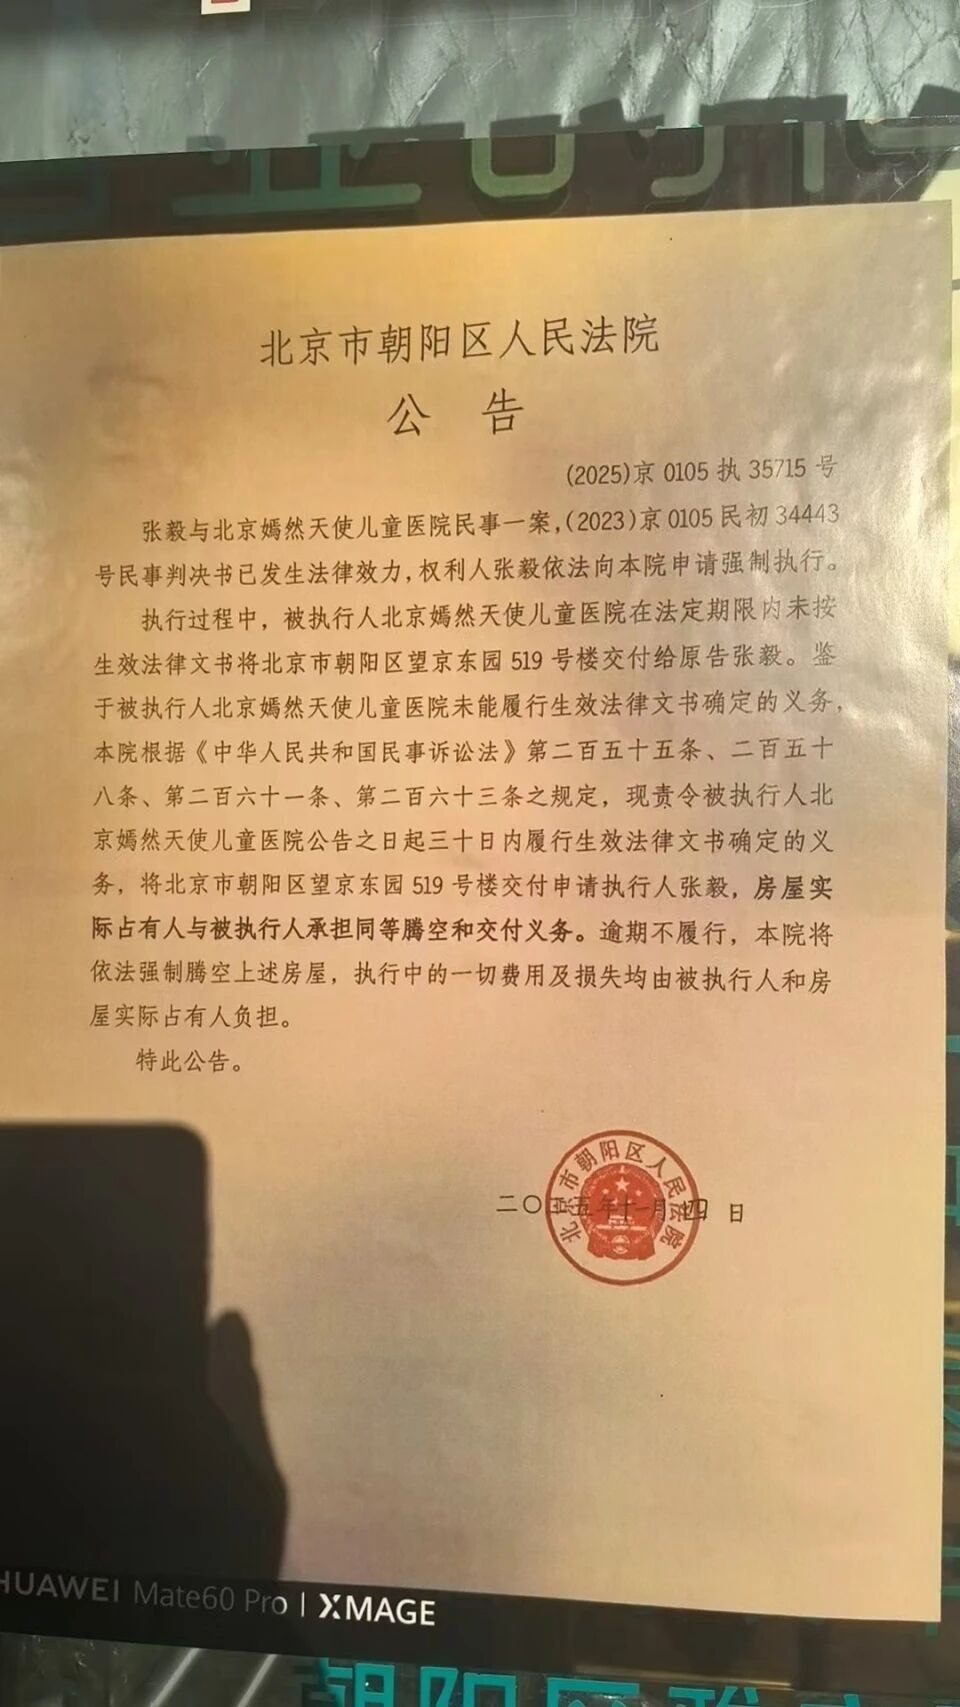 北京市朝阳区人民法院
公 告
(2025)京 0105 执 35715 号
张毅与北京嫣然天使儿童医院民事一案,(2023)京 0105 民初 34443
号民事判决书已发生法律效力,权利人张毅依法向本院申请强制执行。
执行过程中，被执行人北京嫣然天使儿童医院在法定期限内未按
生效法律文书将北京市朝阳区望京东园 519 号楼交付给原告张毅。鉴
于被执行人北京嫣然天使儿童医院未能履行生效法律文书确定的义务，
本院根据《中华人民共和国民事诉讼法》第二百五十五条、二百五十
八条、第二百六十一条、第二百六十三条之规定，现责令被执行人北
京嫣然天使儿童医院公告之日起三十日内履行生效法律文书确定的义
务，将北京市朝阳区望京东园 519 号楼交付申请执行人张毅，房屋实
际占有人与被执行人承担同等腾空和交付义务。逾期不履行，本院将
依法强制腾空上述房屋，执行中的一切费用及损失均由被执行人和房
屋实际占有人负担。
特此公告。
北京市朝阳区人民法院
二〇二五年十一月 日
HUAWEI Mate60 Pro | XMAGE
朝阳区